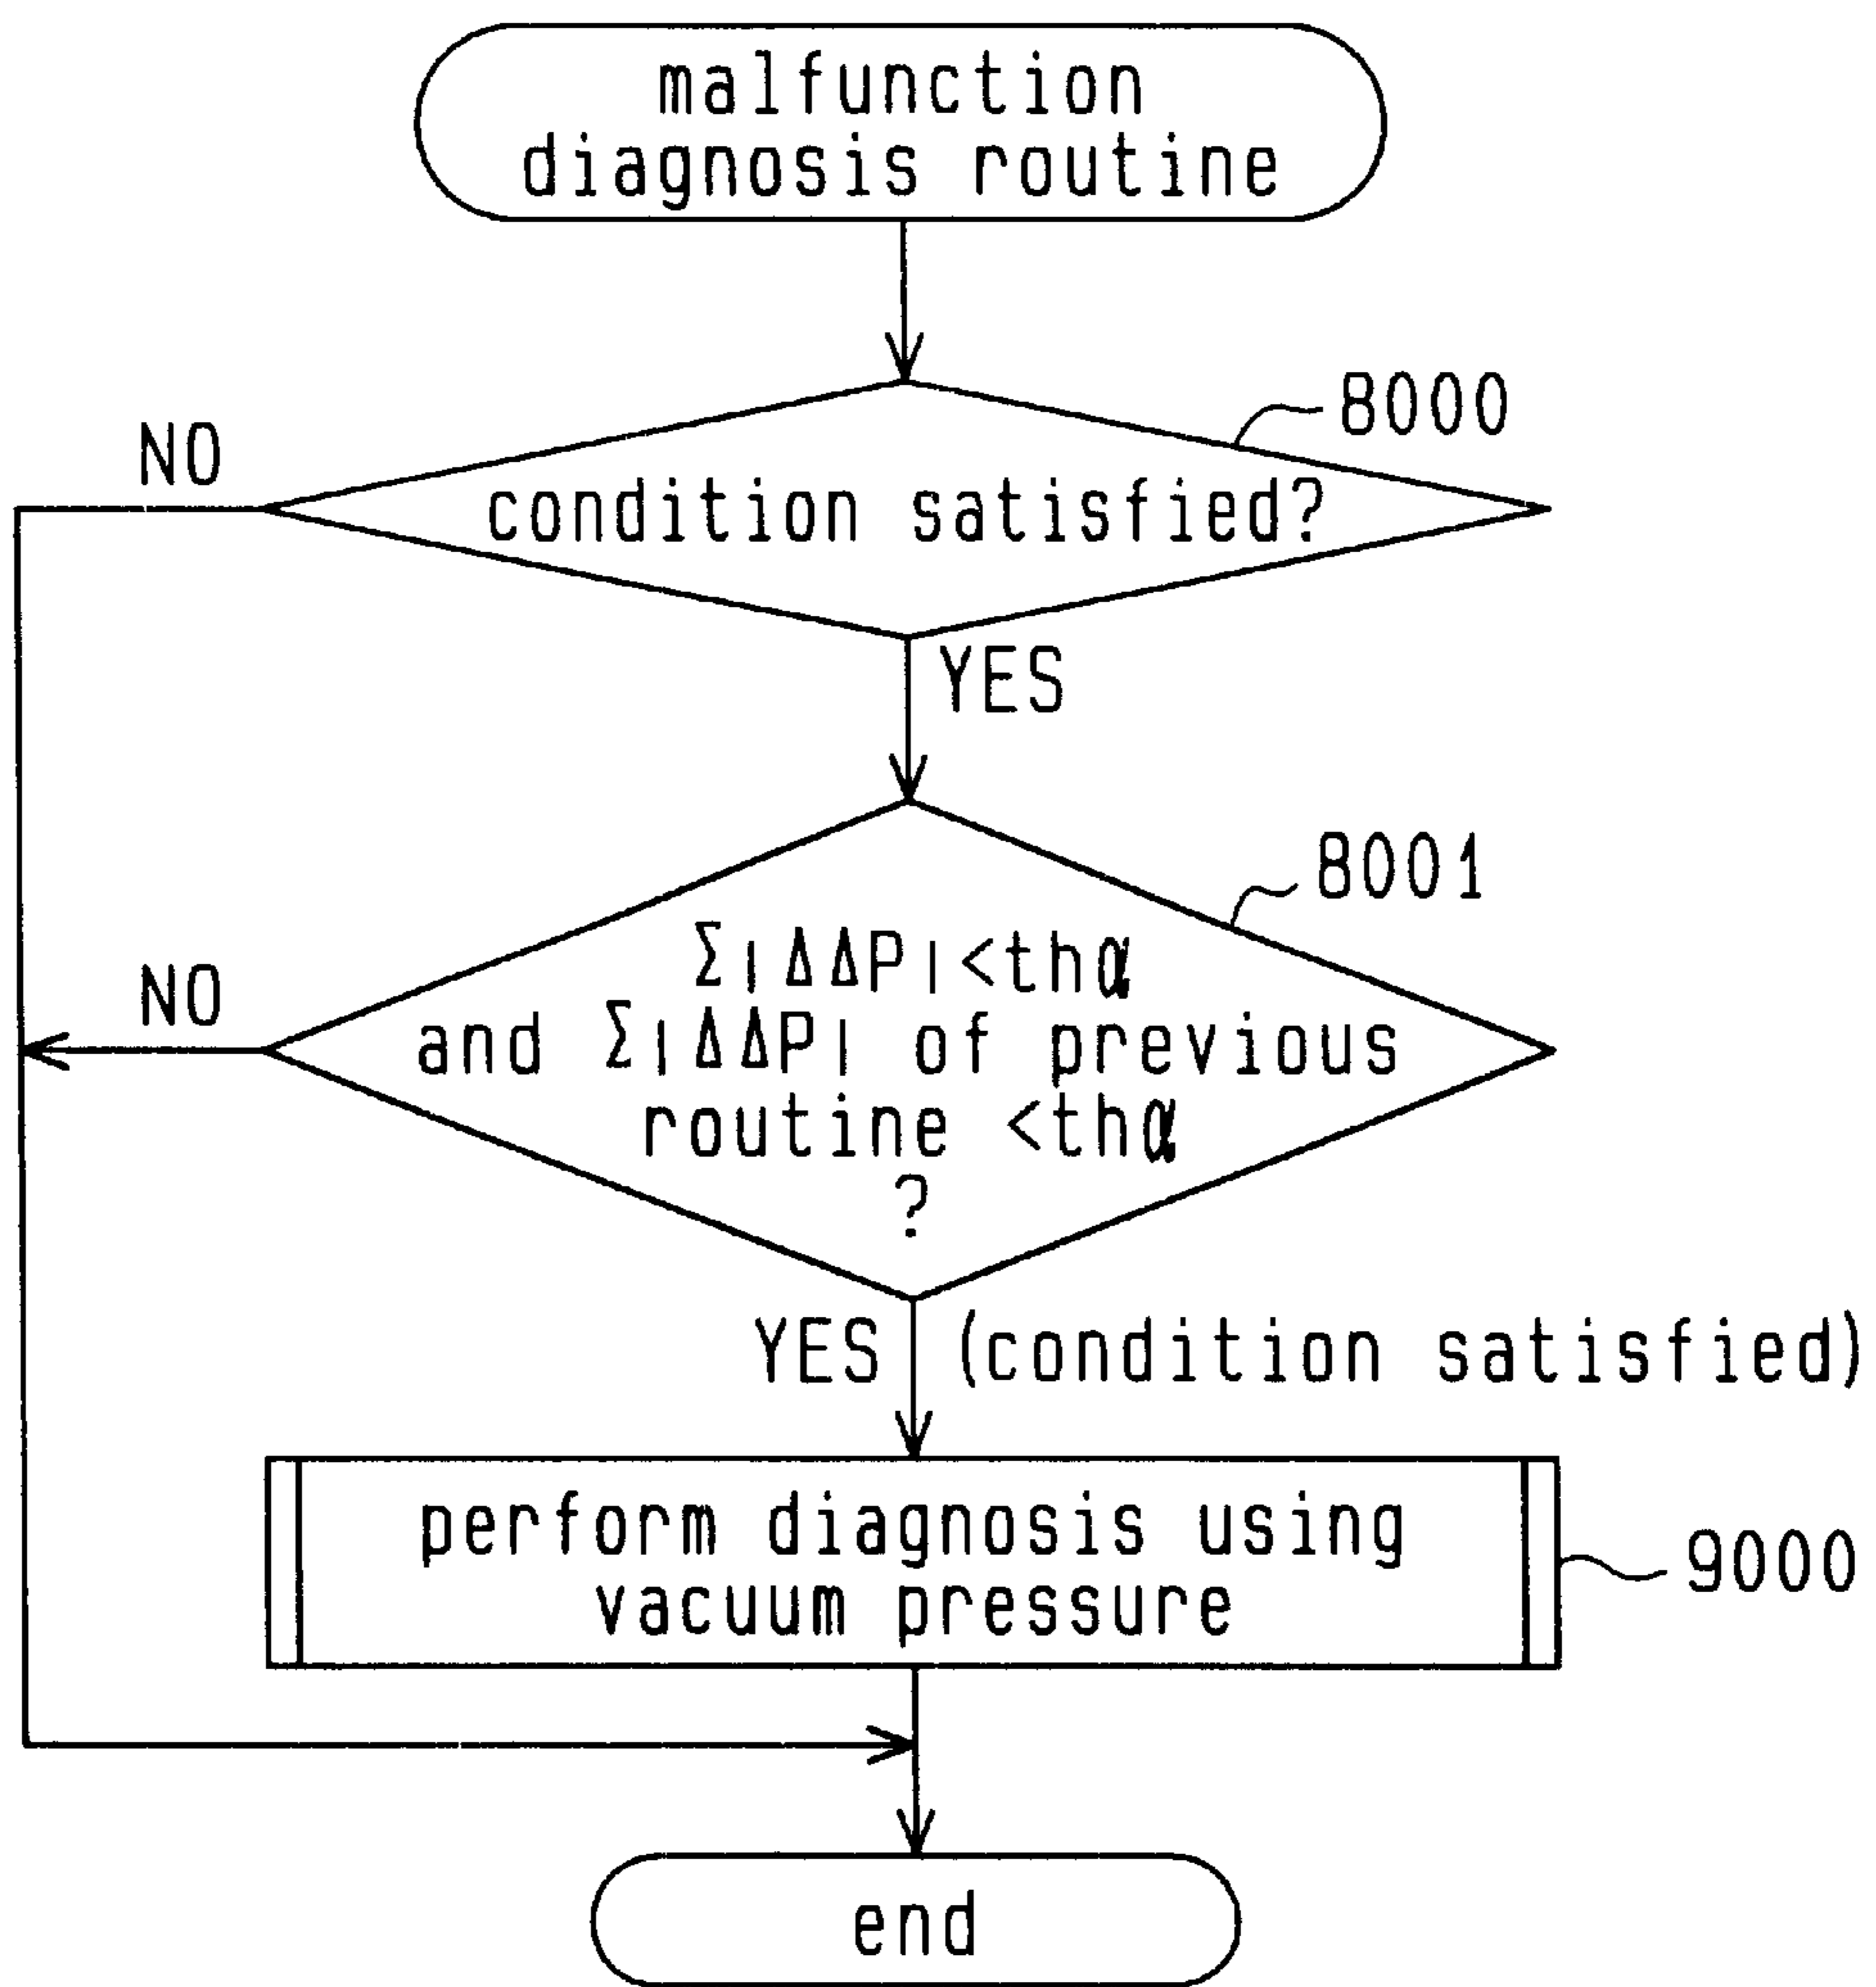 malfunction
diagnosis routine
8000
NO
condition satisfied?
YES
8001
Σ|ΔΔP|<thα
NO
and Σ|ΔΔP| of previous
routine <thα
?
YES (condition satisfied)
perform diagnosis using
9000
vacuum pressure
end